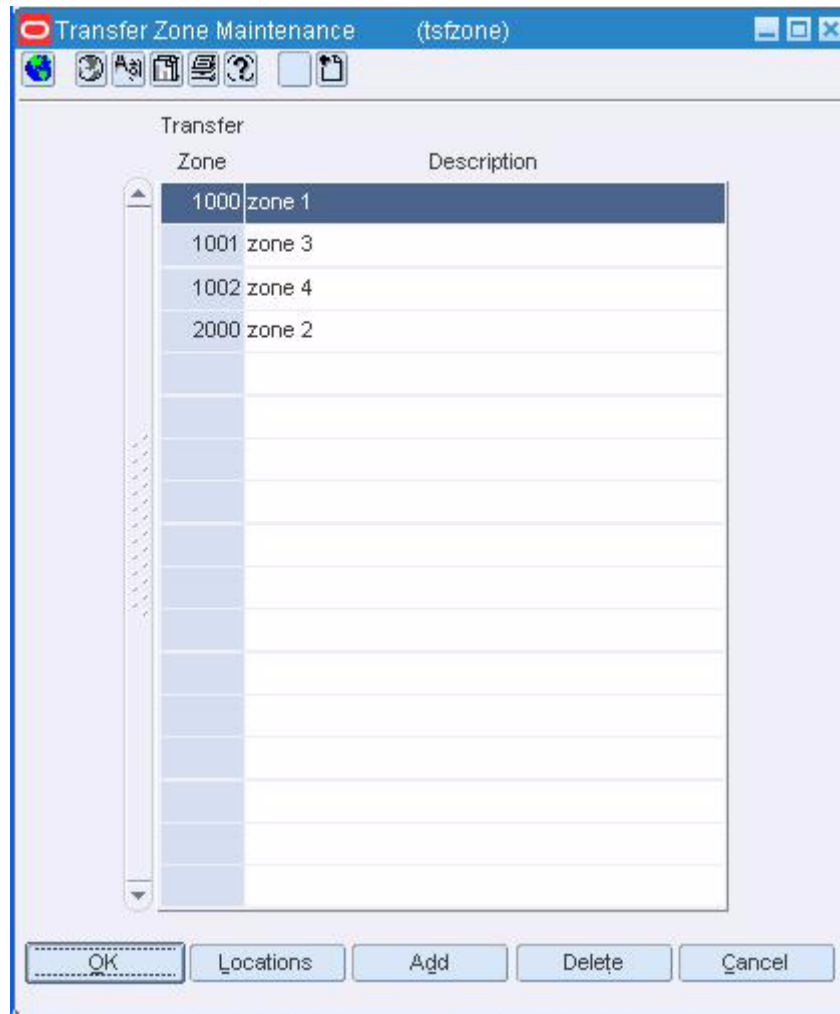 Transfer Zone Maintenance (tsfzone)
Transfer
Zone Description
1000 zone 1
1001 zone 3
1002 zone 4
2000 zone 2
OK Locations Add Delete Cancel